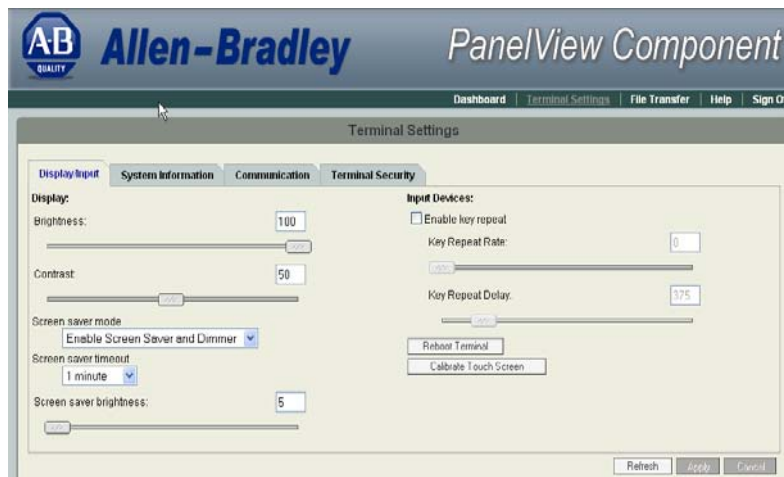 A·B
QUALITY
Allen-Bradley
PanelView Component
Dashboard | Terminal Settings | File Transfer | Help | Sign O
Terminal Settings
Display/Input
System Information
Communication
Terminal Security
Display:
Brightness:
100
Contrast
50
Screen saver mode
Enable Screen Saver and Dimmer
Screen saver timeout
1 minute
Screen saver brightness:
5
Input Devices:
Enable key repeat
Key Repeat Rate:
0
Key Repeat Delay:
375
Reboot Terminal
Calibrate Touch Screen
Refresh
Apply
Cancel